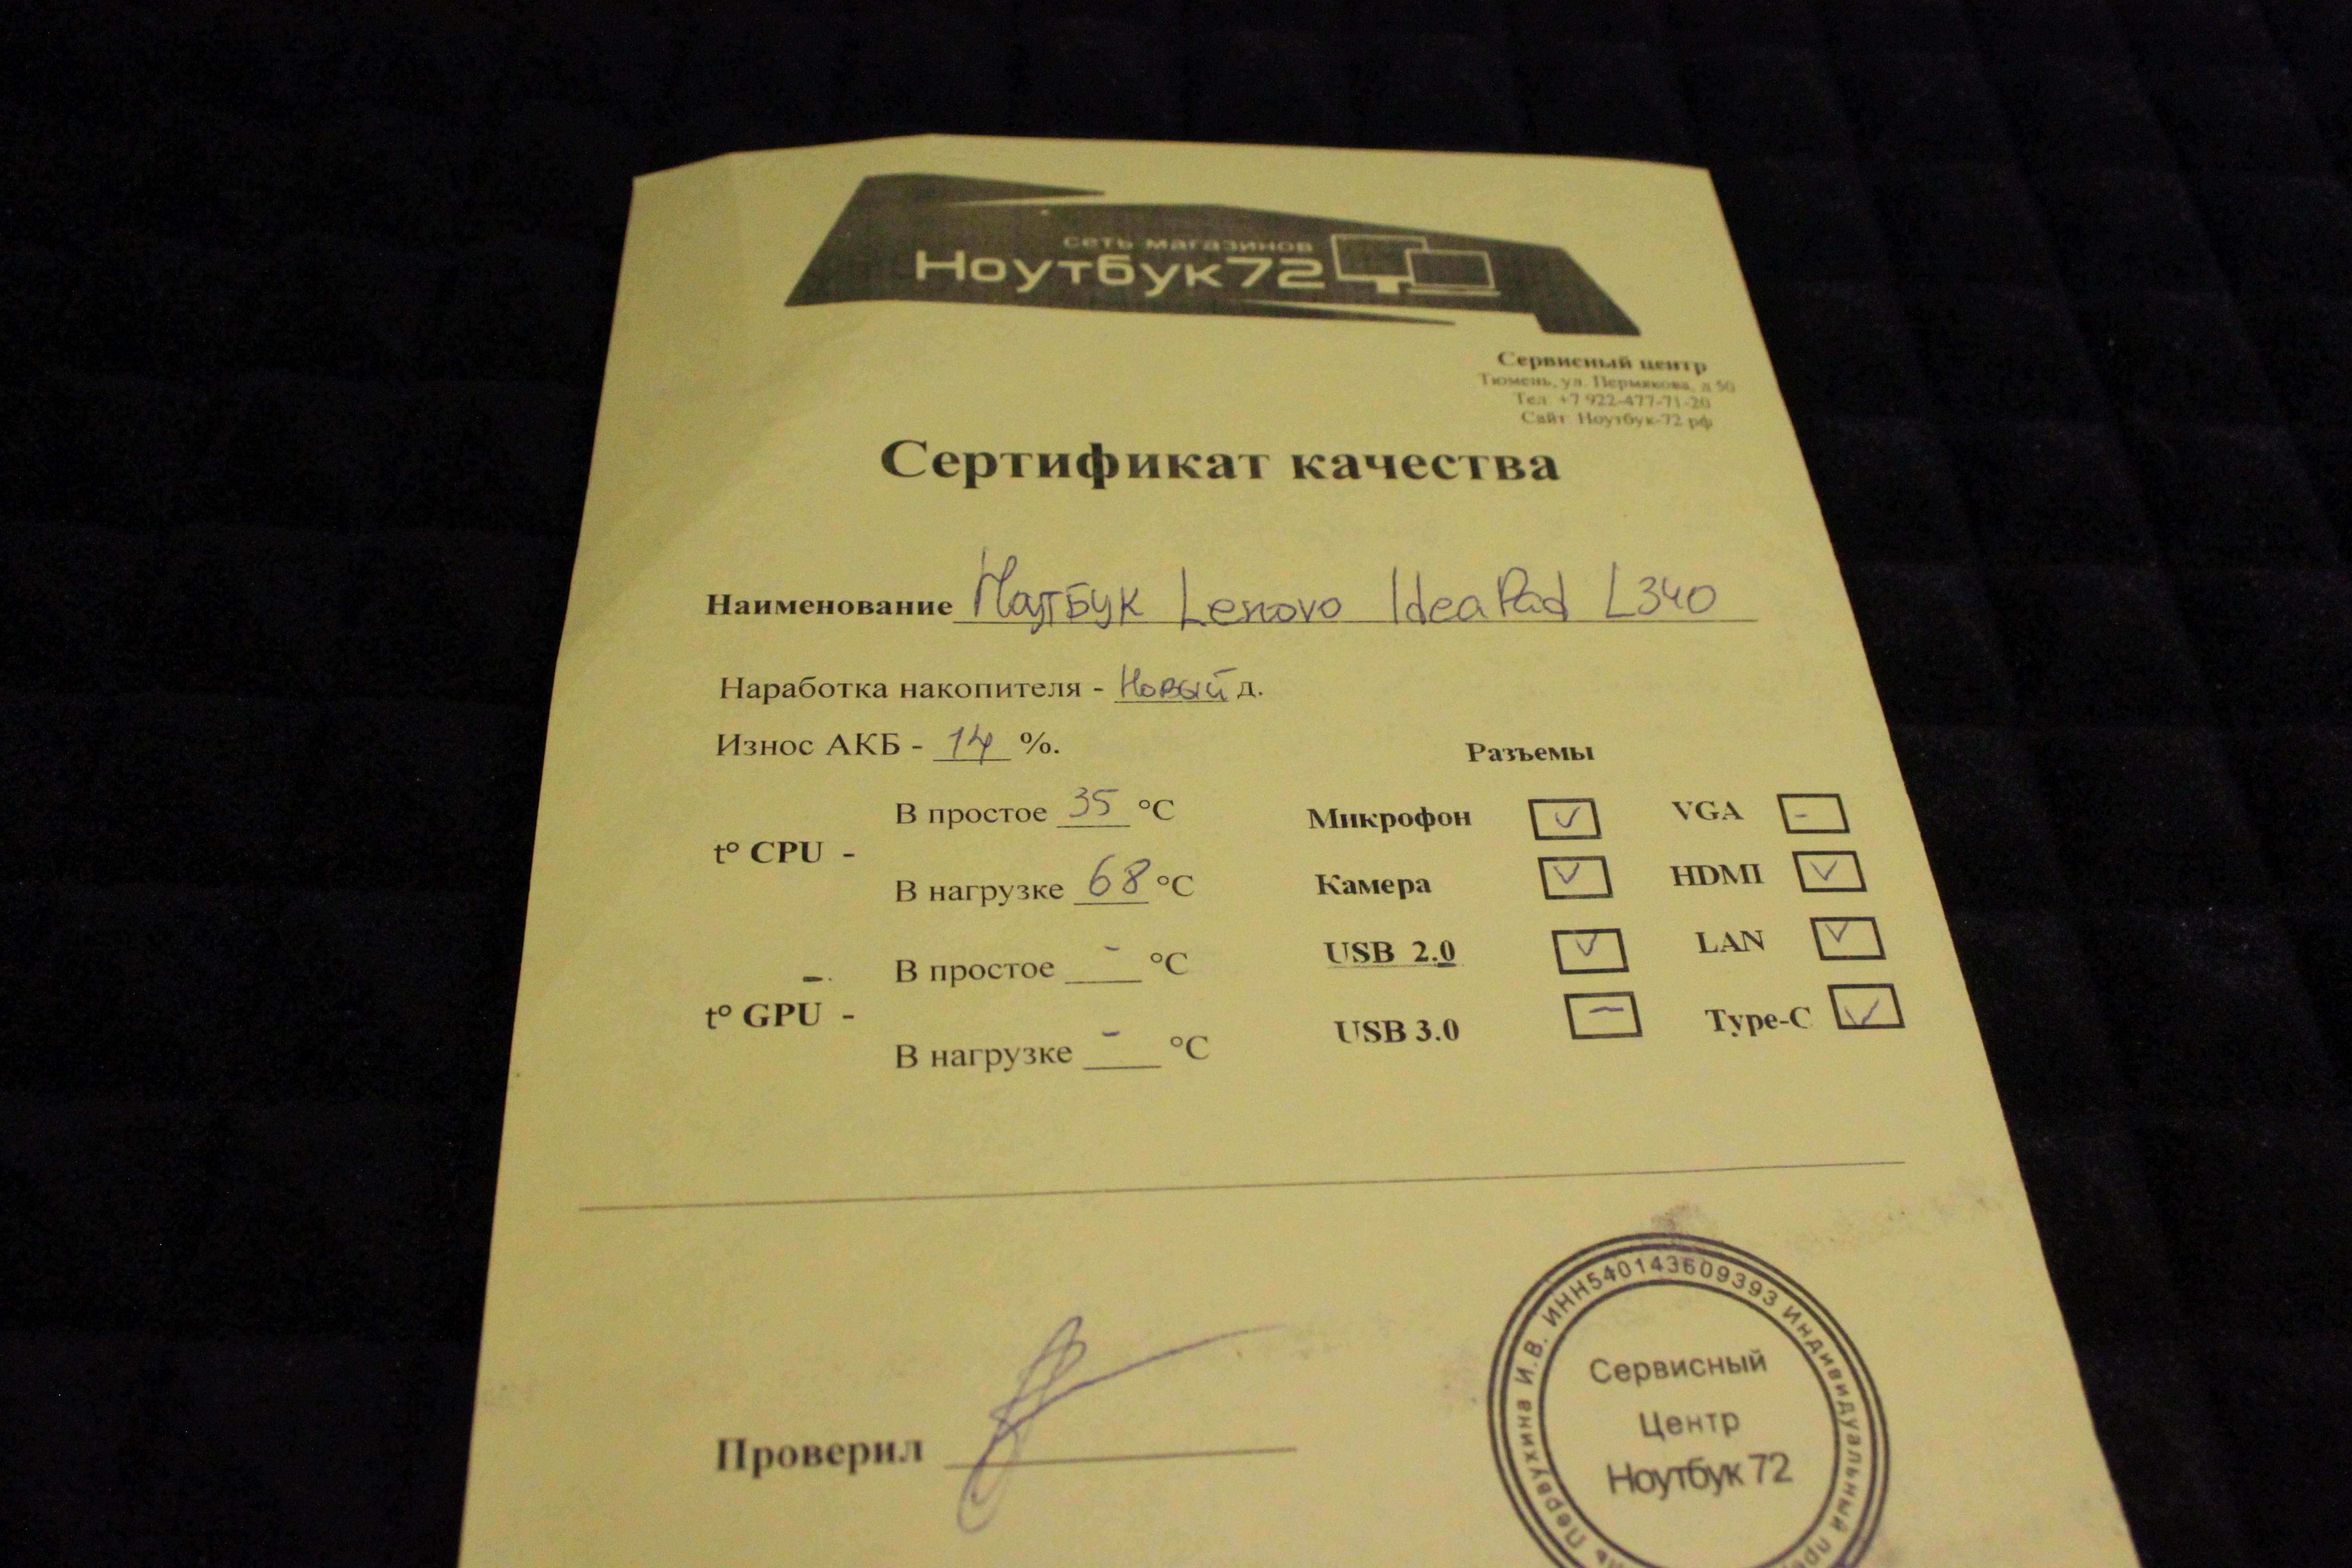 сеть магазинов
Ноутбук72
Сервисный центр
Тюмень, ул. Пермякова, д 50
Тел: +7 922-477-71-20
Сайт: Ноутбук-72.рф
Сертификат качества
Наименование Ноутбук Lenovo IdeaPad L340
Наработка накопителя - Новый д.
Износ АКБ - 14 %.
Разъемы
t° CPU - В простое 35 °C
В нагрузке 68 °C
t° GPU - В простое - °C
В нагрузке - °C
Микрофон ✓ VGA -
Камера ✓ HDMI ✓
USB 2.0 ✓ LAN ✓
USB 3.0 - Type-C ✓
Проверил
Первухина И.В. ИНН540143609393 Индивидуальный
Сервисный
Центр
Ноутбук 72